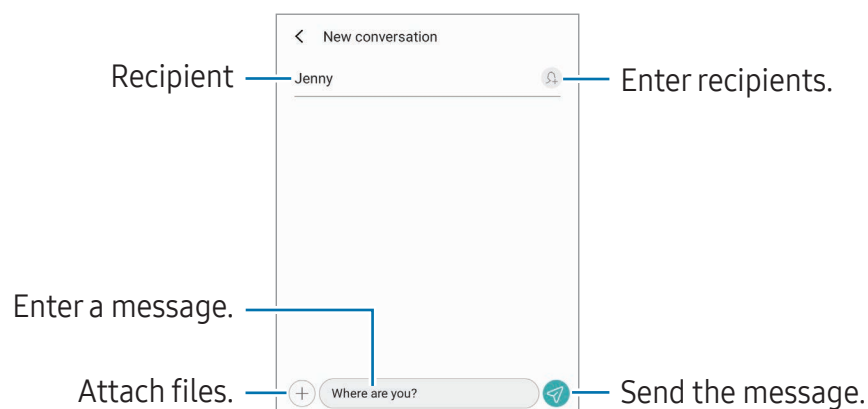 New conversation
Recipient
Jenny
Enter recipients.
Enter a message.
Attach files.
Where are you?
Send the message.